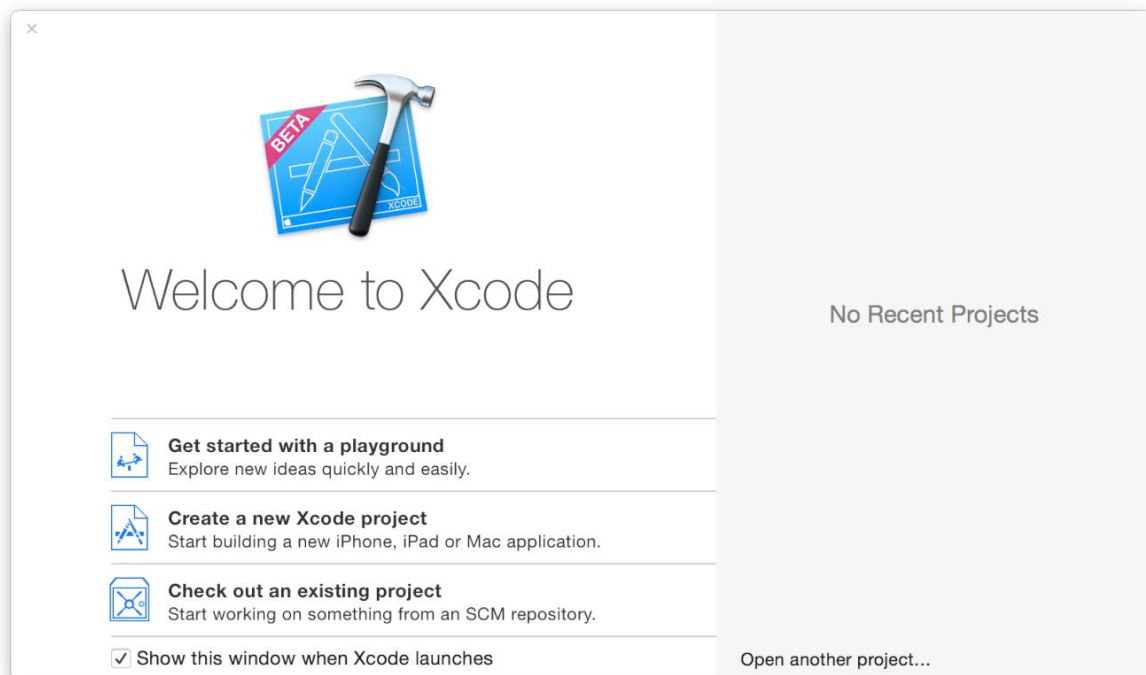 BETA
XCODE
Welcome to Xcode
No Recent Projects
Get started with a playground
Explore new ideas quickly and easily.
Create a new Xcode project
Start building a new iPhone, iPad or Mac application.
Check out an existing project
Start working on something from an SCM repository.
Show this window when Xcode launches
Open another project...